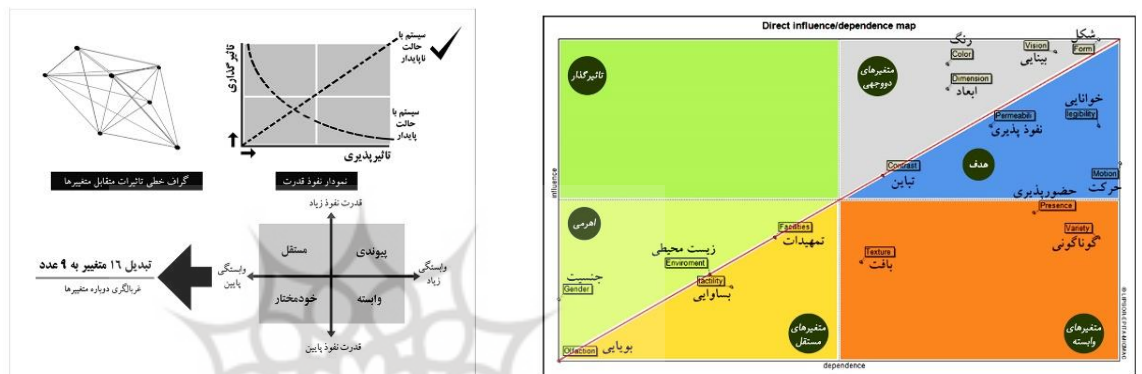 سیستم با
حالت
ناپایدار
تاثیرگذاری
سیستم با
حالت
پایدار
تاثیرپذیری
گراف خطی تاثیرات متقابل متغیرها
نمودار نفوذ قدرت
قدرت نفوذ زیاد
مستقل
پیوندی
وابستگی
پایین
وابستگی
زیاد
خودمختار
وابسته
قدرت نفوذ پایین
تبدیل ۱۶ متغییر به ۹ عدد
غربالگری دوباره متغیرها
Direct influence/dependence map
تاثیرگذار
متغیرهای
دووجهی
رنگ
Color
Vision
بینایی
شکل
Form
Dimension
ابعاد
خوانایی
legibility
Permeabili
نفوذ پذیری
هدف
Contrast
تباین
Motion
حرکت
influence
اهرمی
حضورپذیری
Presence
Facilities
تمهیدات
Variety
گوناگونی
زیست محیطی
Enviroment
Texture
بافت
جنسیت
Gender
tactility
بساوایی
متغیرهای
مستقل
متغیرهای
وابسته
Olfaction
بویایی
dependence